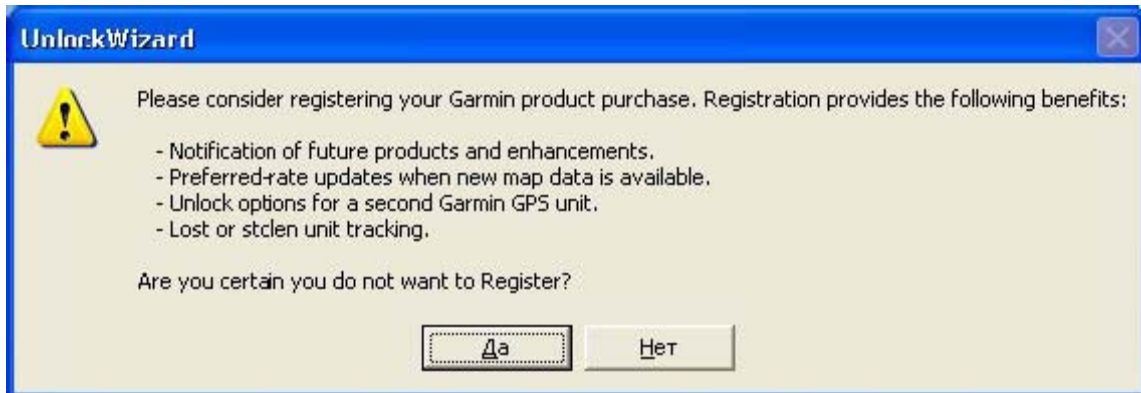 UnlockWizard
Please consider registering your Garmin product purchase. Registration provides the following benefits:
- Notification of future products and enhancements.
- Preferred-rate updates when new map data is available.
- Unlock options for a second Garmin GPS unit.
- Lost or stclen unit tracking.
Are you certain you do not want to Register?
Да
Нет